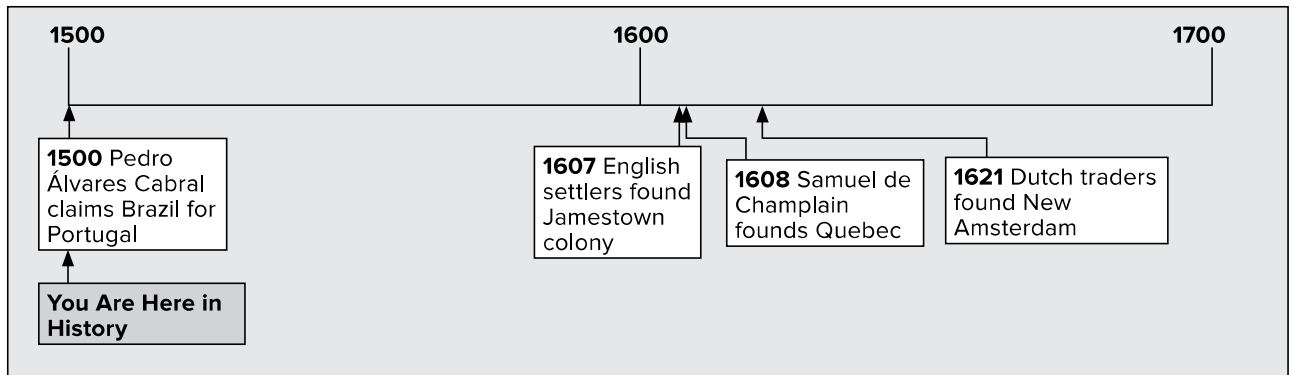 1500
1600
1700
1500 Pedro
Álvares Cabral
claims Brazil for
Portugal
1607 English
settlers found
Jamestown
colony
1608 Samuel de
Champlain
founds Quebec
1621 Dutch traders
found New
Amsterdam
You Are Here in
History